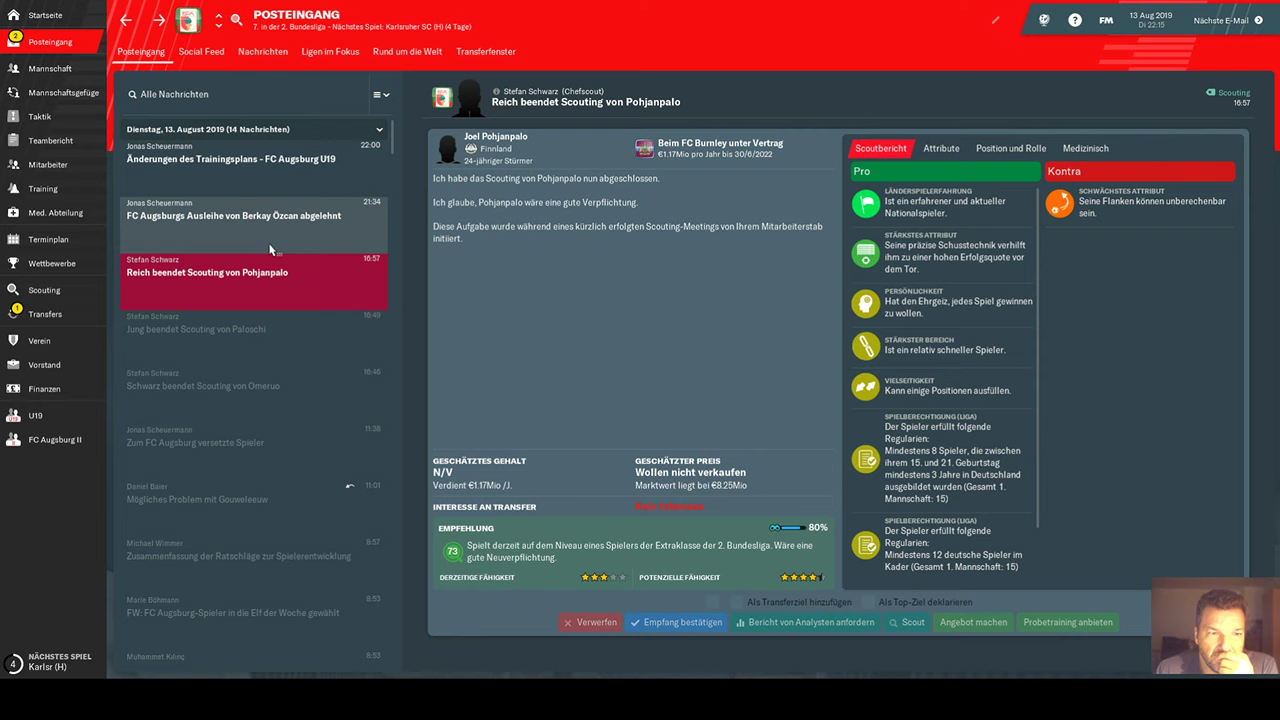 Startseite
2
Posteingang
Mannschaft
Mannschaftsgefüge
Taktik
Teambericht
Mitarbeiter
Training
Med. Abteilung
Terminplan
Wettbewerbe
Scouting
1
Transfers
Verein
Vorstand
Finanzen
U19
FC Augsburg II
4
NÄCHSTES SPIEL
Karlsr (H)
POSTEINGANG
7. in der 2. Bundesliga - Nächstes Spiel: Karlsruher SC (H) (4 Tage)
FM
13 Aug 2019
Di 22:15
Nächste E-Mail
Posteingang
Social Feed
Nachrichten
Ligen im Fokus
Rund um die Welt
Transferfenster
Alle Nachrichten
Dienstag, 13. August 2019 (14 Nachrichten)
Jonas Scheuermann 22:00
Änderungen des Trainingsplans - FC Augsburg U19
Jonas Scheuermann 21:34
FC Augsburgs Ausleihe von Berkay Özcan abgelehnt
Stefan Schwarz 16:57
Reich beendet Scouting von Pohjanpalo
Stefan Schwarz 16:49
Jung beendet Scouting von Paloschi
Stefan Schwarz 16:46
Schwarz beendet Scouting von Omeruo
Jonas Scheuermann 11:38
Zum FC Augsburg versetzte Spieler
Daniel Baier 11:01
Mögliches Problem mit Gouweleeuw
Michael Wimmer 8:57
Zusammenfassung der Ratschläge zur Spielerentwicklung
Marie Böhmann 8:53
FW: FC Augsburg-Spieler in die Elf der Woche gewählt
Muhammet Kılınç 8:53
Stefan Schwarz (Chefscout)
Reich beendet Scouting von Pohjanpalo
Scouting
16:57
Joel Pohjanpalo
Finnland
24-jähriger Stürmer
Beim FC Burnley unter Vertrag
€1.17Mio pro Jahr bis 30/6/2022
Ich habe das Scouting von Pohjanpalo nun abgeschlossen.
Ich glaube, Pohjanpalo wäre eine gute Verpflichtung.
Diese Aufgabe wurde während eines kürzlich erfolgten Scouting-Meetings von Ihrem Mitarbeiterstab
initiiert.
GESCHÄTZTES GEHALT
N/V
Verdient €1.17Mio /J.
GESCHÄTZTER PREIS
Wollen nicht verkaufen
Marktwert liegt bei €8.25Mio
INTERESSE AN TRANSFER
Kein Interesse
EMPFEHLUNG
80%
73
Spielt derzeit auf dem Niveau eines Spielers der Extraklasse der 2. Bundesliga. Wäre eine
gute Neuverpflichtung.
DERZEITIGE FÄHIGKEIT
POTENZIELLE FÄHIGKEIT
Scoutbericht
Attribute
Position und Rolle
Medizinisch
Pro
Kontra
LÄNDERSPIELERFAHRUNG
Ist ein erfahrener und aktueller
Nationalspieler.
STÄRKSTES ATTRIBUT
Seine präzise Schusstechnik verhilft
ihm zu einer hohen Erfolgsquote vor
dem Tor.
PERSÖNLICHKEIT
Hat den Ehrgeiz, jedes Spiel gewinnen
zu wollen.
STÄRKSTER BEREICH
Ist ein relativ schneller Spieler.
VIELSEITIGKEIT
Kann einige Positionen ausfüllen.
SPIELBERECHTIGUNG (LIGA)
Der Spieler erfüllt folgende
Regularien:
Mindestens 8 Spieler, die zwischen
ihrem 15. und 21. Geburtstag
mindestens 3 Jahre in Deutschland
ausgebildet wurden (Gesamt 1.
Mannschaft: 15)
SPIELBERECHTIGUNG (LIGA)
Der Spieler erfüllt folgende
Regularien:
Mindestens 12 deutsche Spieler im
Kader (Gesamt 1. Mannschaft: 15)
SCHWÄCHSTES ATTRIBUT
Seine Flanken können unberechenbar
sein.
Als Transferziel hinzufügen
Als Top-Ziel deklarieren
Verwerfen
Empfang bestätigen
Bericht von Analysten anfordern
Scout
Angebot machen
Probetraining anbieten